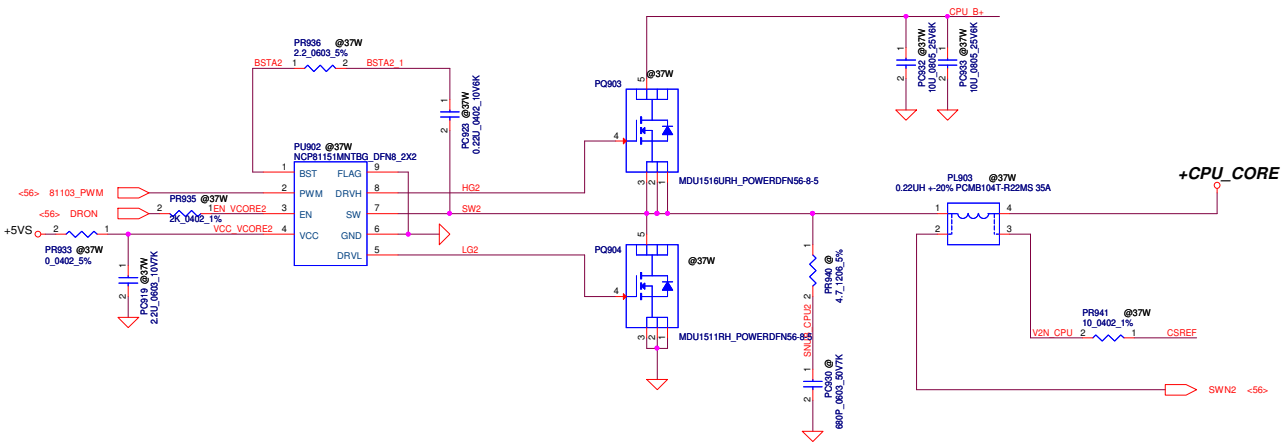 CPU_B+
PR936 @37W
2.2_0603_5%
BSTA2 1 2 BSTA2_1
1
2
PC923 @37W
0.22U_0402_10V6K
1
2
PC932 @37W
10U_0805_25V6K
1
2
PC933 @37W
10U_0805_25V6K
@37W
PQ903
5
4
3 2 1
MDU1516URH_POWERDFN56-8-5
PU902 @37W
NCP81151MNTBG_DFN8_2X2
1 BST FLAG 9
2 PWM DRVH 8
3 EN SW 7
4 VCC GND 6
DRVL 5
<56> 81103_PWM
<56> DRON
PR935
2 1 EN_VCORE2
2K_0402_1%
+5VS
2 1
VCC_VCORE2
PR933 @37W
0_0402_5%
1
2
PC919 @37W
2.2U_0603_10V7K
HG2
SW2
LG2
5
PQ904
@37W
4
3 2 1
MDU1511RH_POWERDFN56-8-5
1
2
PR940 @
4.7_1206_5%
1
2
PC930 @37W
680P_0603_50V7K
PL903 @37W
0.22UH +-20% PCMB104T-R22MS 35A
1 4
2 3
+CPU_CORE
PR941 @37W
10_0402_1%
V2N_CPU 2 1 CSREF
SWN2 <56>